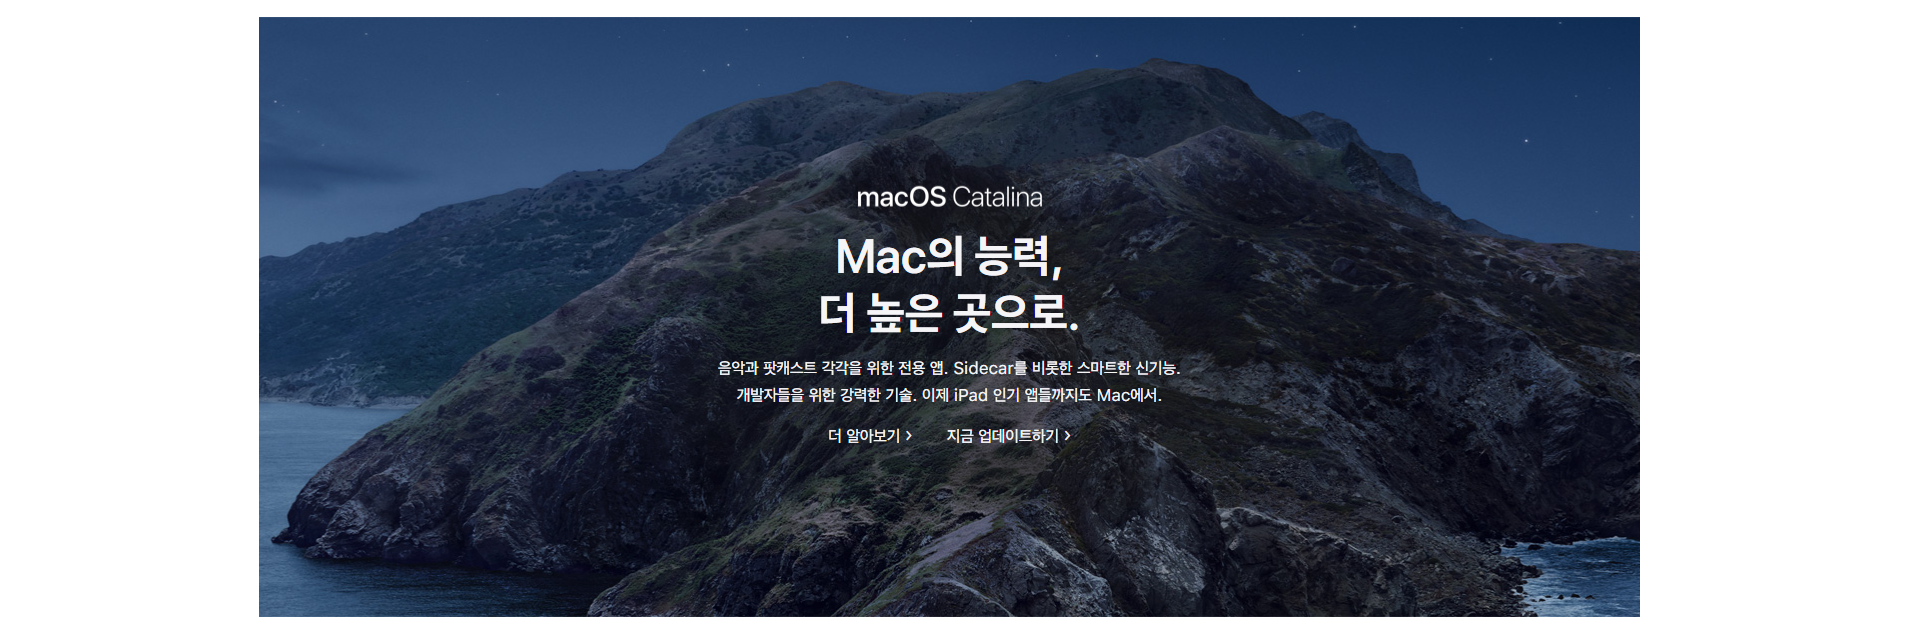 macOS Catalina
Mac의 능력,
더 높은 곳으로.
음악과 팟캐스트 각각을 위한 전용 앱. Sidecar를 비롯한 스마트한 신기능.
개발자들을 위한 강력한 기술. 이제 iPad 인기 앱들까지도 Mac에서.
더 알아보기 > 지금 업데이트하기 >